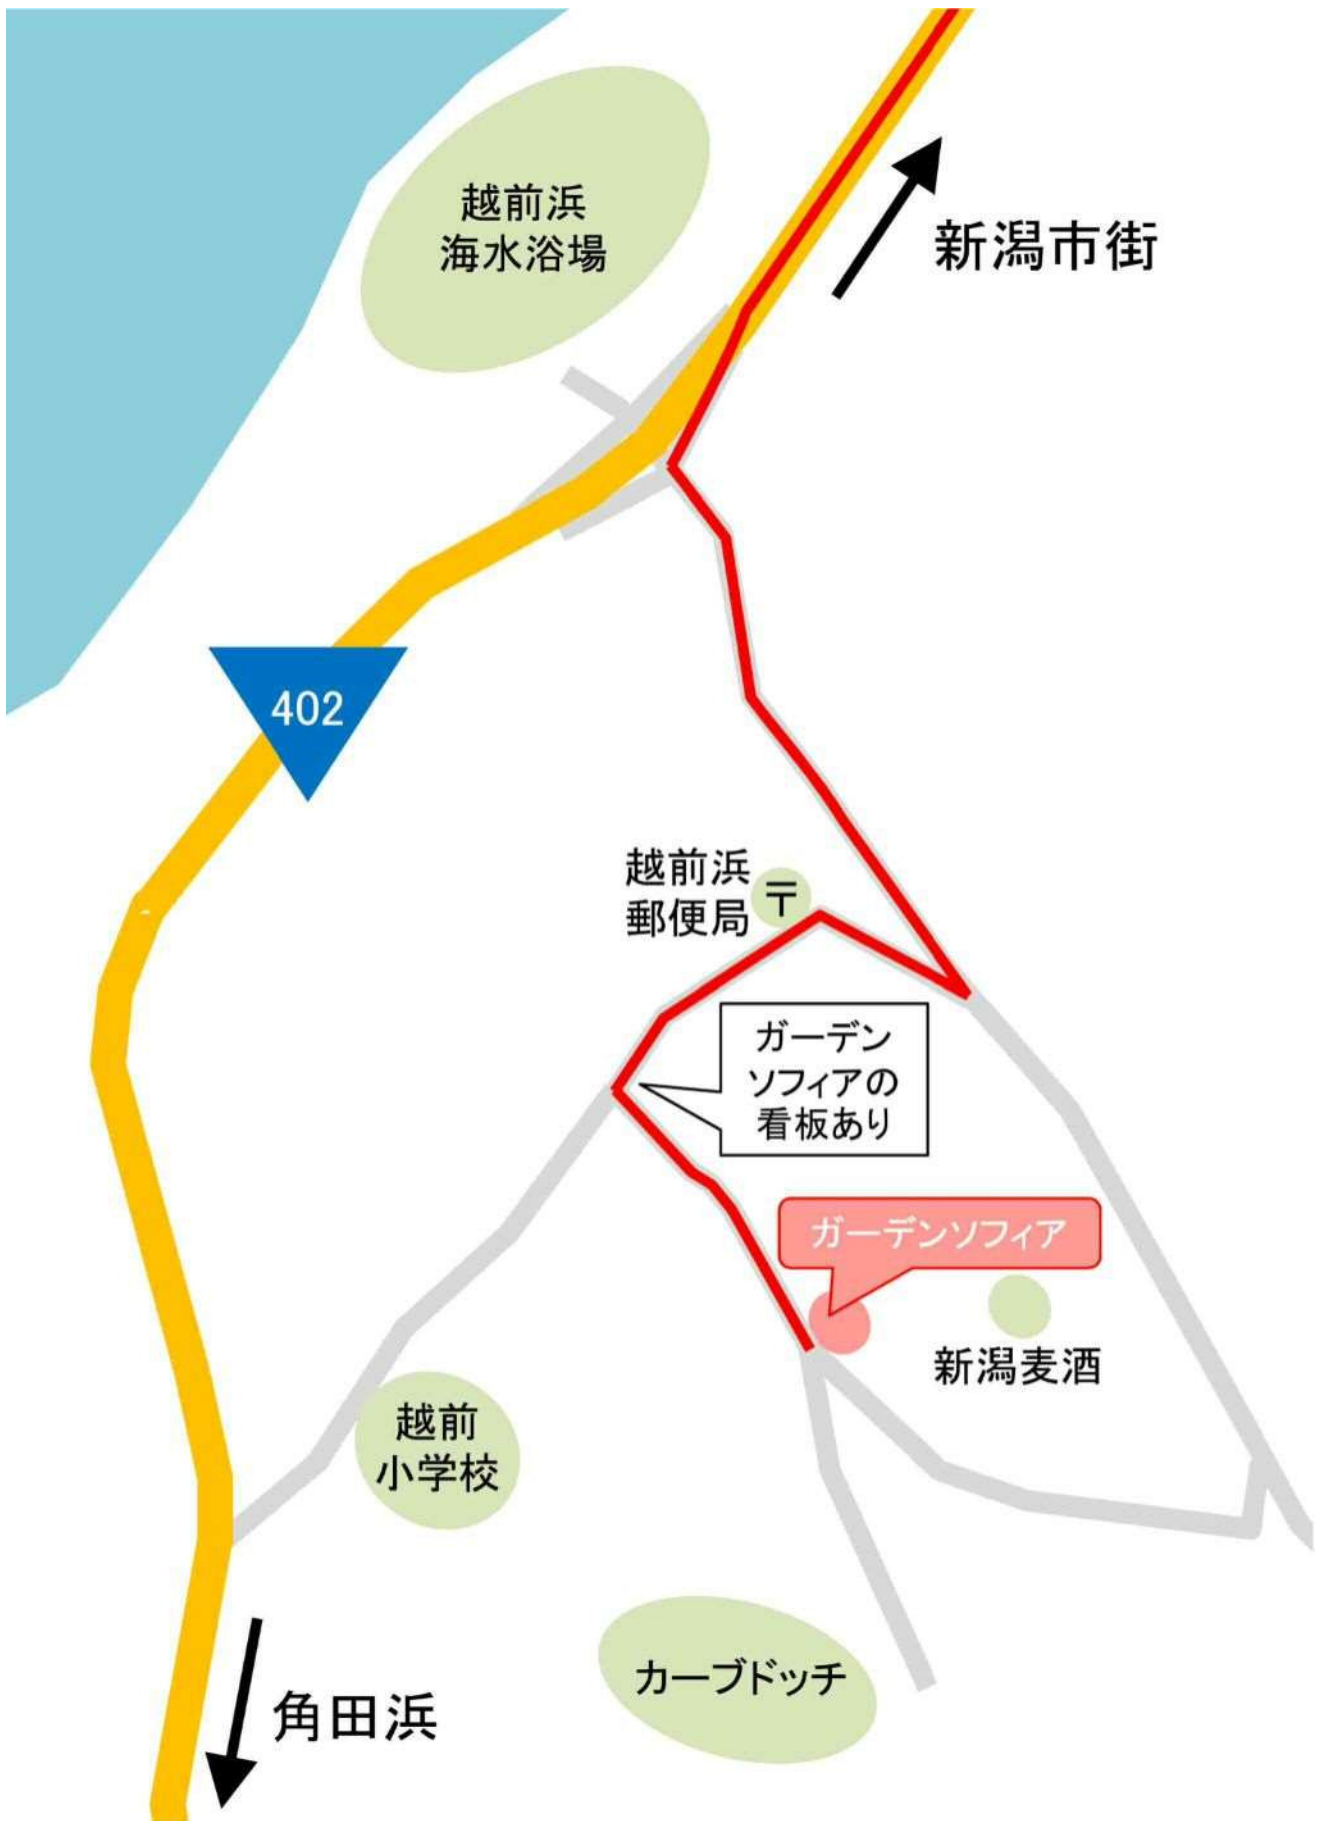 越前浜
海水浴場
新潟市街
402
越前浜
郵便局
〒
ガーデン
ソフィアの
看板あり
ガーデンソフィア
新潟麦酒
越前
小学校
カーブドッチ
角田浜